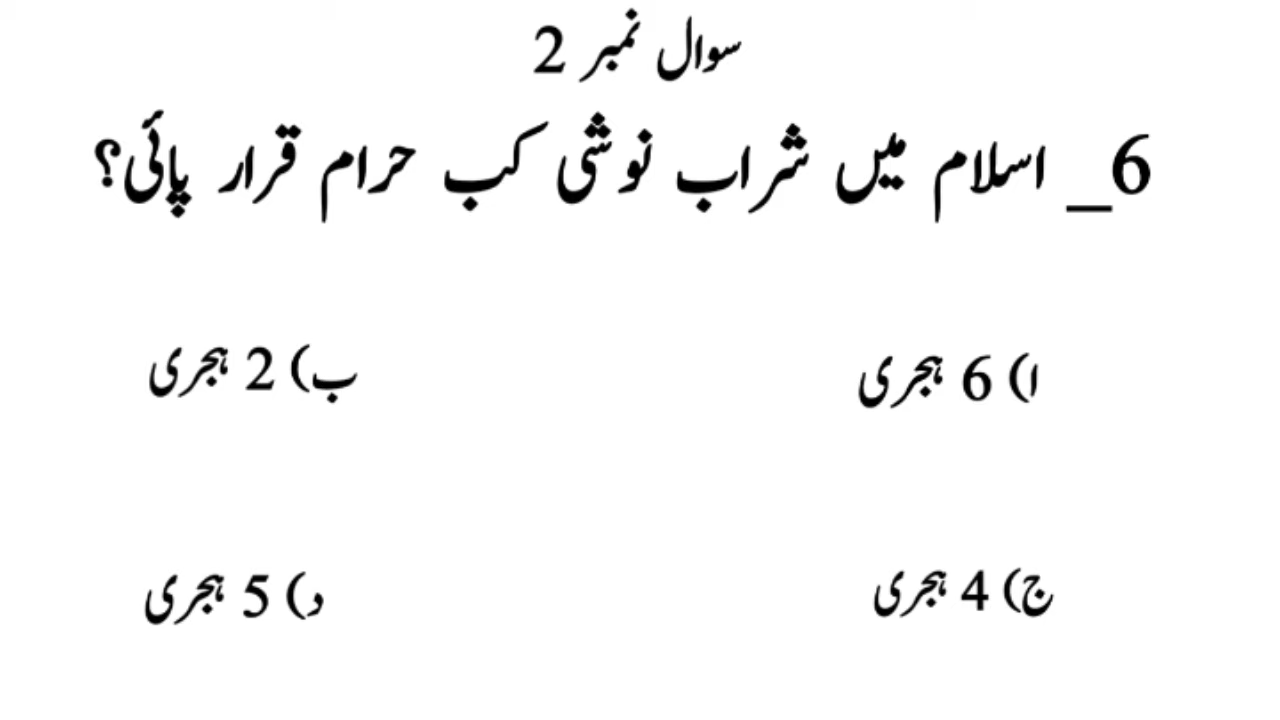 سوال نمبر 2
6_ اسلام میں شراب نوشی کب حرام قرار پائی؟
ا) 6 ہجری
ب) 2 ہجری
ج) 4 ہجری
د) 5 ہجری